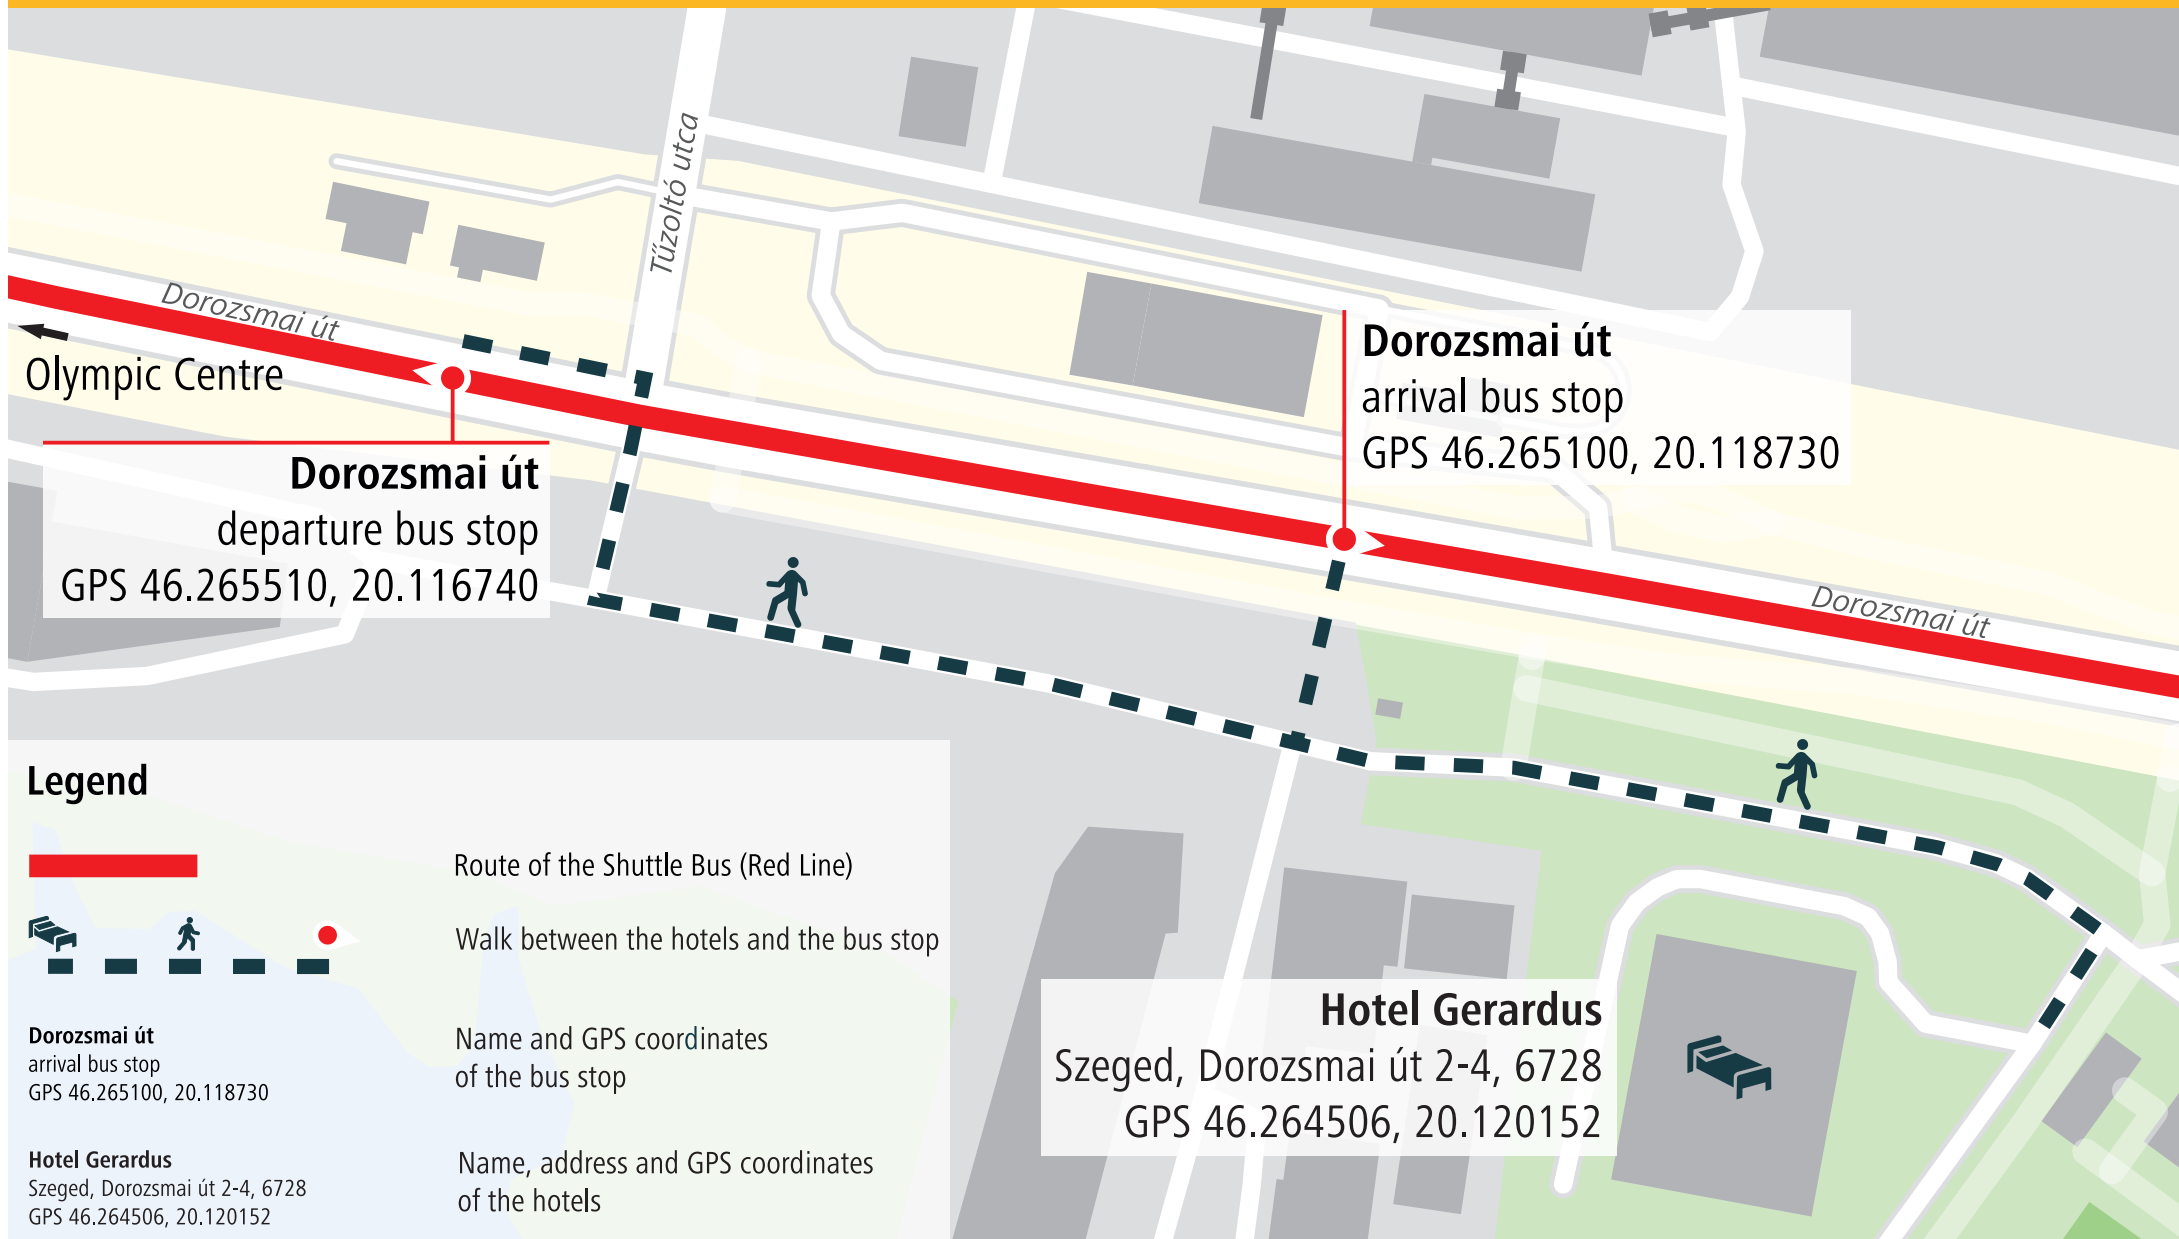 Tűzoltó utca
Dorozsmai út
Olympic Centre
Dorozsmai út
arrival bus stop
GPS 46.265100, 20.118730
Dorozsmai út
departure bus stop
GPS 46.265510, 20.116740
Dorozsmai út
Legend
Route of the Shuttle Bus (Red Line)
Walk between the hotels and the bus stop
Dorozsmai út
arrival bus stop
GPS 46.265100, 20.118730
Name and GPS coordinates
of the bus stop
Hotel Gerardus
Szeged, Dorozsmai út 2-4, 6728
GPS 46.264506, 20.120152
Name, address and GPS coordinates
of the hotels
Hotel Gerardus
Szeged, Dorozsmai út 2-4, 6728
GPS 46.264506, 20.120152